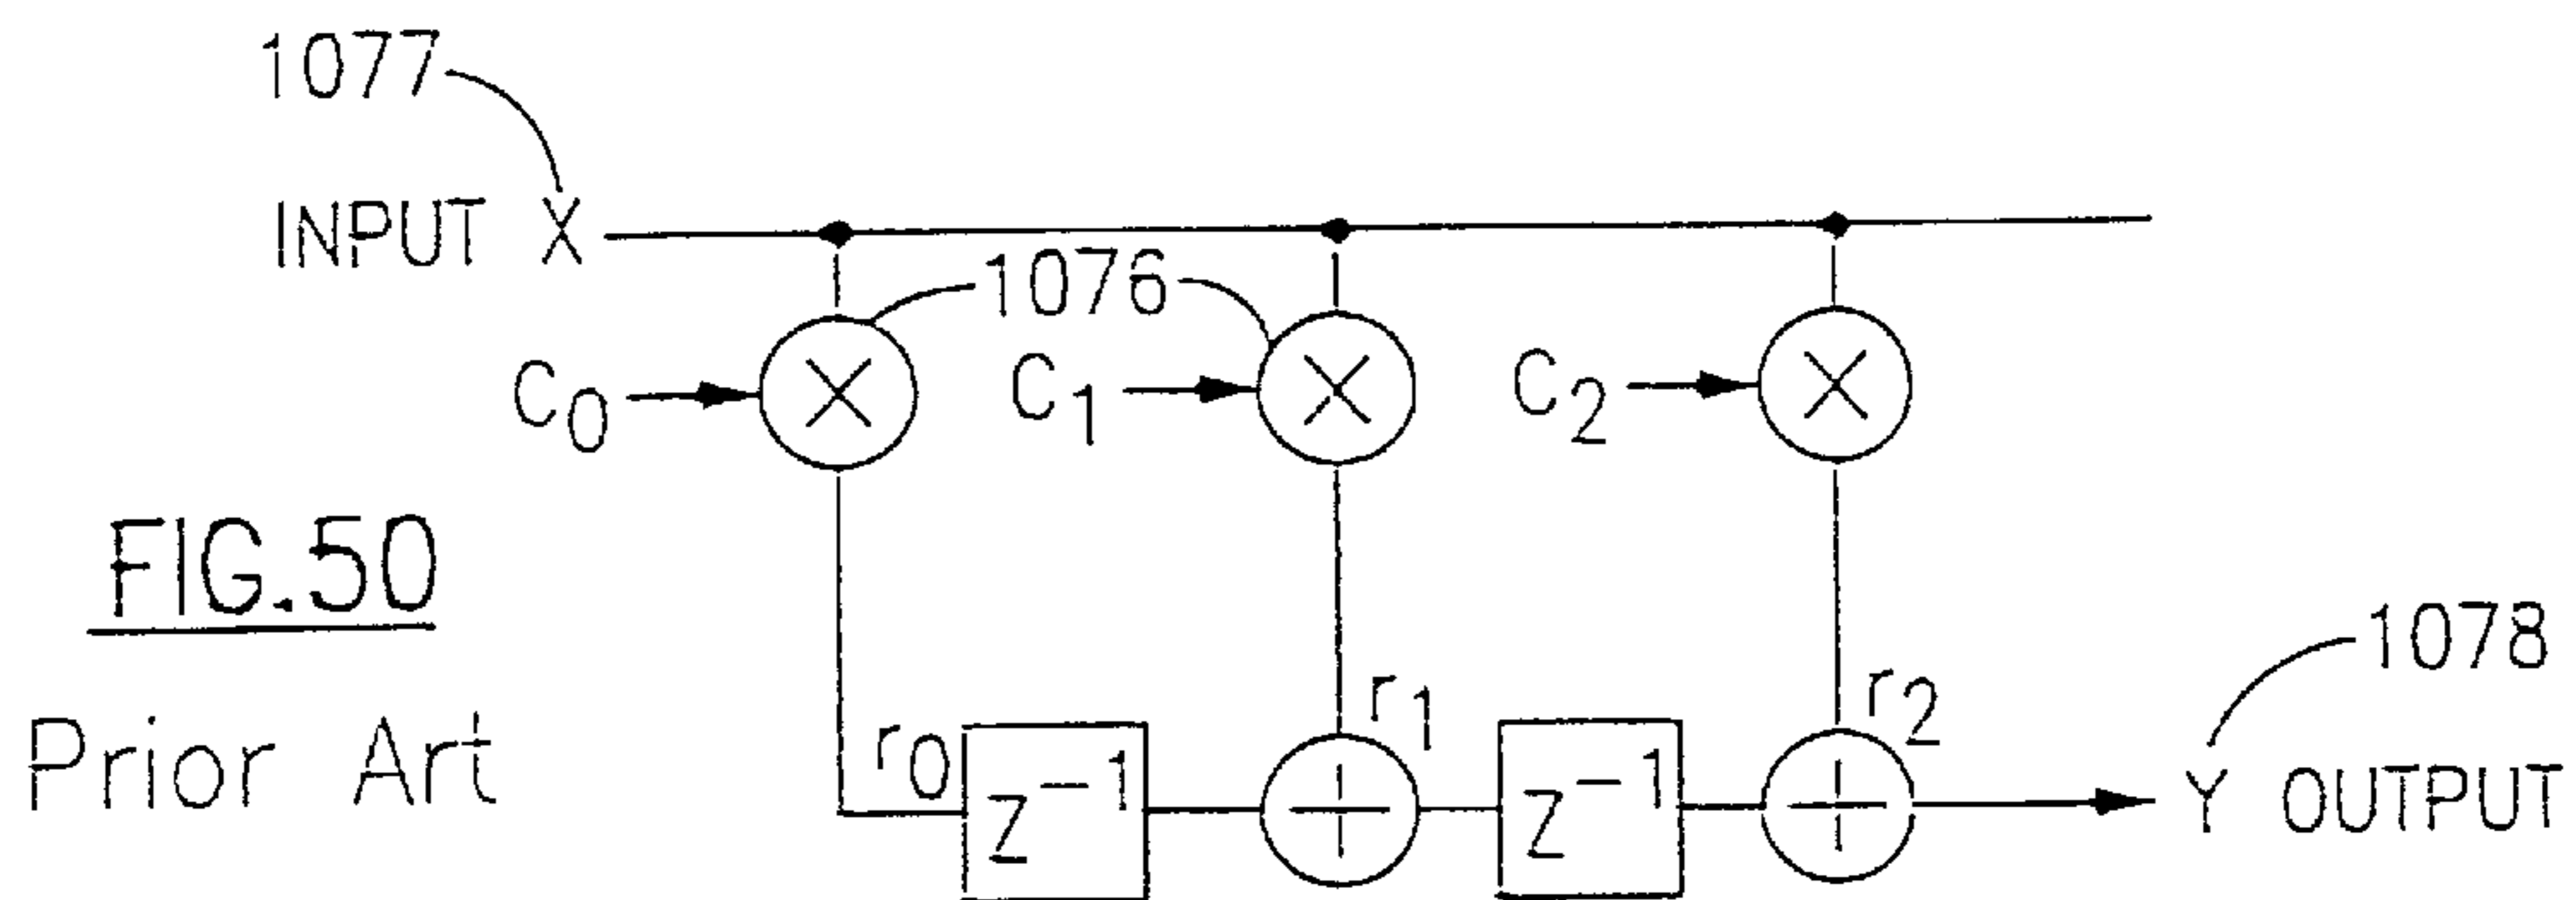 1077
INPUT X
1076
C0
C1
C2
FIG.50
Prior Art
r0
r1
r2
1078
z-1
z-1
Y OUTPUT